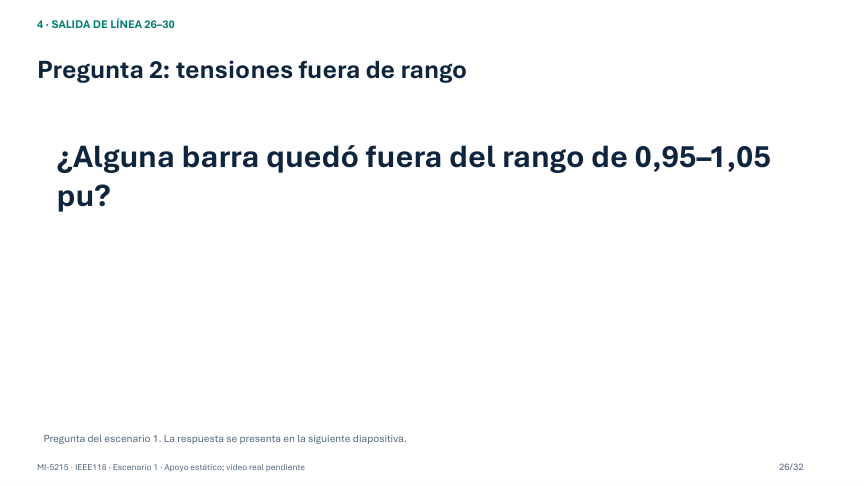 4 · SALIDA DE LÍNEA 26–30
Pregunta 2: tensiones fuera de rango
¿Alguna barra quedó fuera del rango de 0,95–1,05
pu?
Pregunta del escenario 1. La respuesta se presenta en la siguiente diapositiva.
MI-5215 · IEEE118 · Escenario 1 · Apoyo estático; video real pendiente
26/32